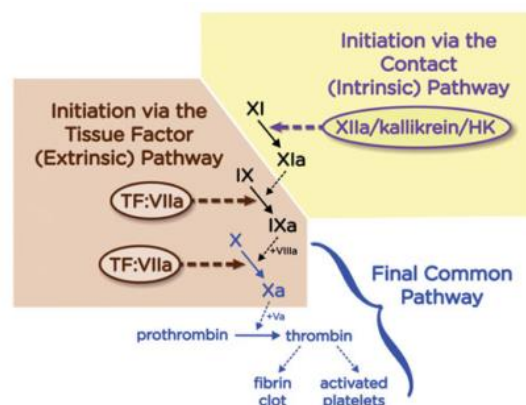 Initiation via the
Contact
(Intrinsic) Pathway
XI
XIIa/kallikrein/HK
XIa
Initiation via the
Tissue Factor
(Extrinsic) Pathway
IX
TF:VIIa
IXa
+VIIIa
X
TF:VIIa
Xa
Final Common
Pathway
+Va
prothrombin
thrombin
fibrin
clot
activated
platelets